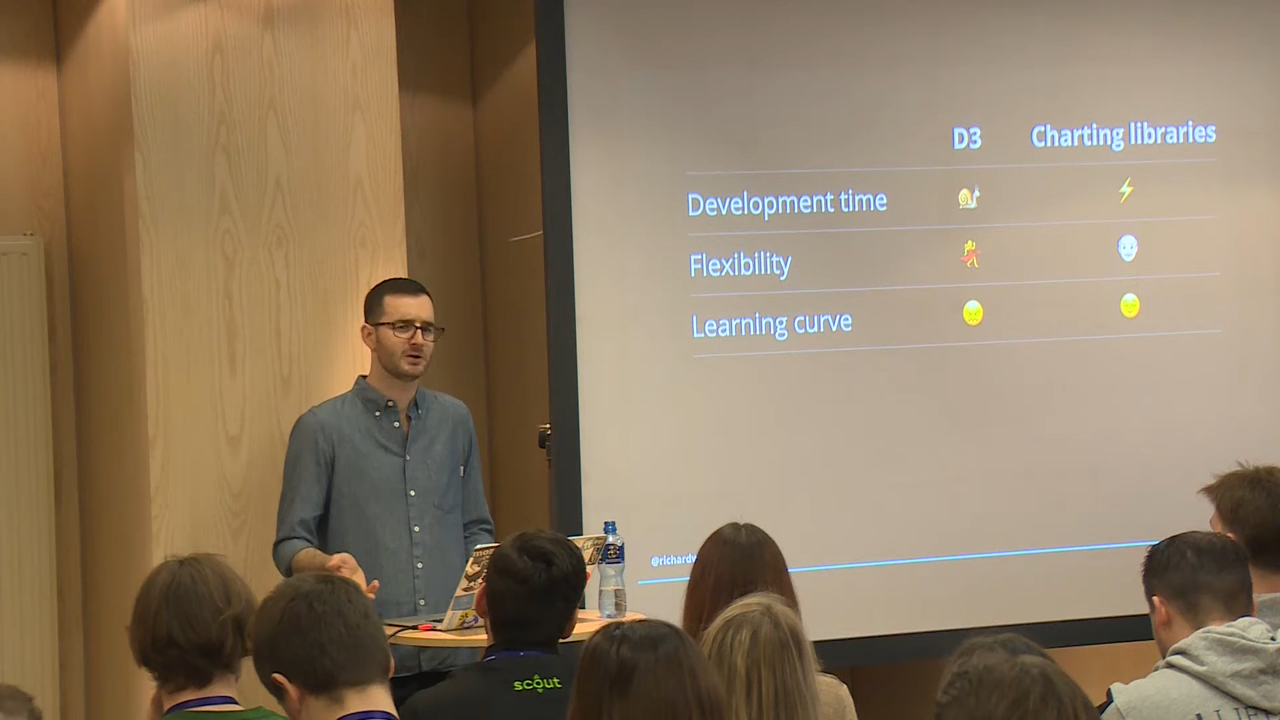 D3 Charting libraries
Development time
Flexibility
Learning curve
scout